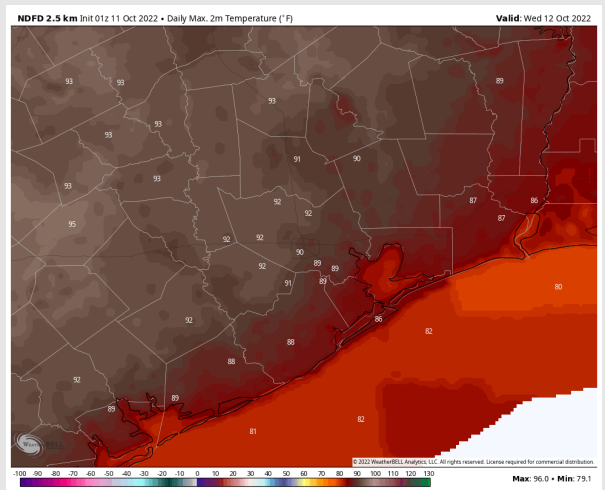 NDFD 2.5 km Init 01z 11 Oct 2022 • Daily Max. 2m Temperature (°F) Valid: Wed 12 Oct 2022
93 93 89
93
93
93
91 90
93 93
92 87 86
95 92 87
92 92
90
92 89 89
91 89 80
92 86
82
88
88
92
89
89
82
81
WeatherBELL
© 2022 WeatherBELL Analytics, LLC. All rights reserved. License required for commercial distribution.
-100 -90 -80 -70 -60 -50 -40 -30 -20 -10 0 10 20 30 40 50 60 70 80 90 100 110 120 130
Max: 96.0 • Min: 79.1